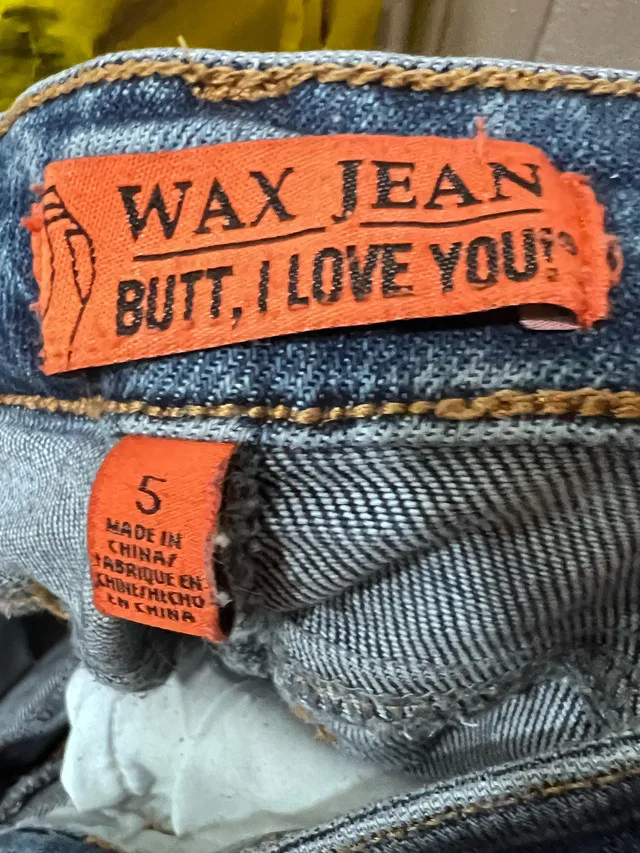 WAX JEAN
BUTT, I LOVE YOU!
5
MADE IN
CHINA/
FABRIQUE EN
CHINE/HECHO
EN CHINA